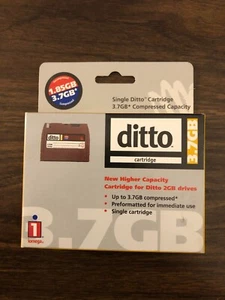 1.85GB
3.7GB*
Single Ditto™ Cartridge
3.7GB* Compressed Capacity
ditto
cartridge
3.7GB
New Higher Capacity
Cartridge for Ditto 2GB drives
• Up to 3.7GB compressed*
• Preformatted for immediate use
• Single cartridge
iomega
3.7GB